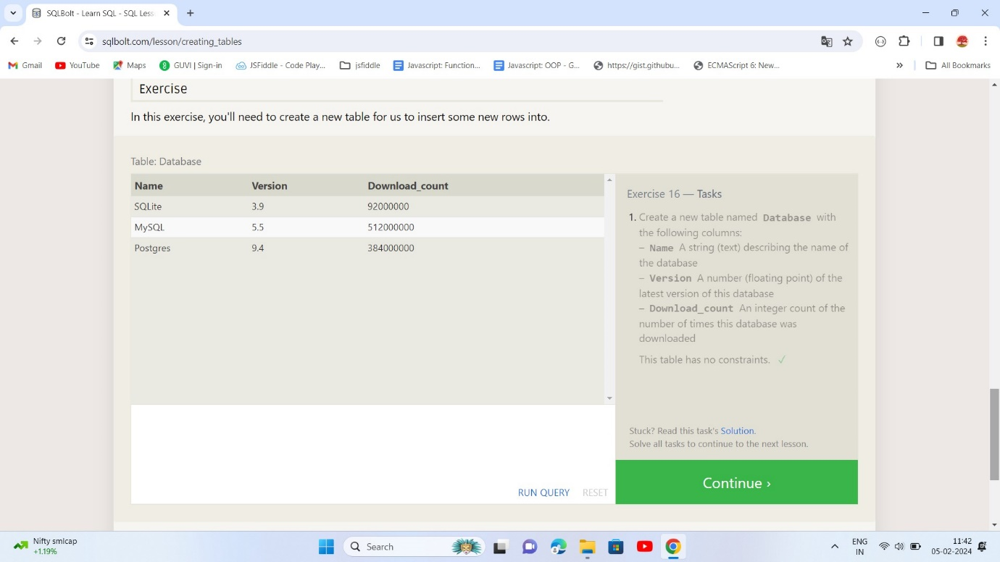 SQLBolt - Learn SQL - SQL Less
sqlbolt.com/lesson/creating_tables
Gmail YouTube Maps GUVI | Sign-in JSFiddle - Code Play... jsfiddle Javascript: Function... Javascript: OOP - G... https://gist.githubu... ECMAScript 6: New... » All Bookmarks
Exercise
In this exercise, you'll need to create a new table for us to insert some new rows into.
Table: Database
Name Version Download_count
SQLite 3.9 92000000
MySQL 5.5 512000000
Postgres 9.4 384000000
RUN QUERY RESET
Exercise 16 — Tasks
1. Create a new table named Database with
the following columns:
– Name A string (text) describing the name of
the database
– Version A number (floating point) of the
latest version of this database
– Download_count An integer count of the
number of times this database was
downloaded
This table has no constraints. ✓
Stuck? Read this task's Solution.
Solve all tasks to continue to the next lesson.
Continue ›
Nifty smlcap
+1.19%
Search
ENG
IN
11:42
05-02-2024